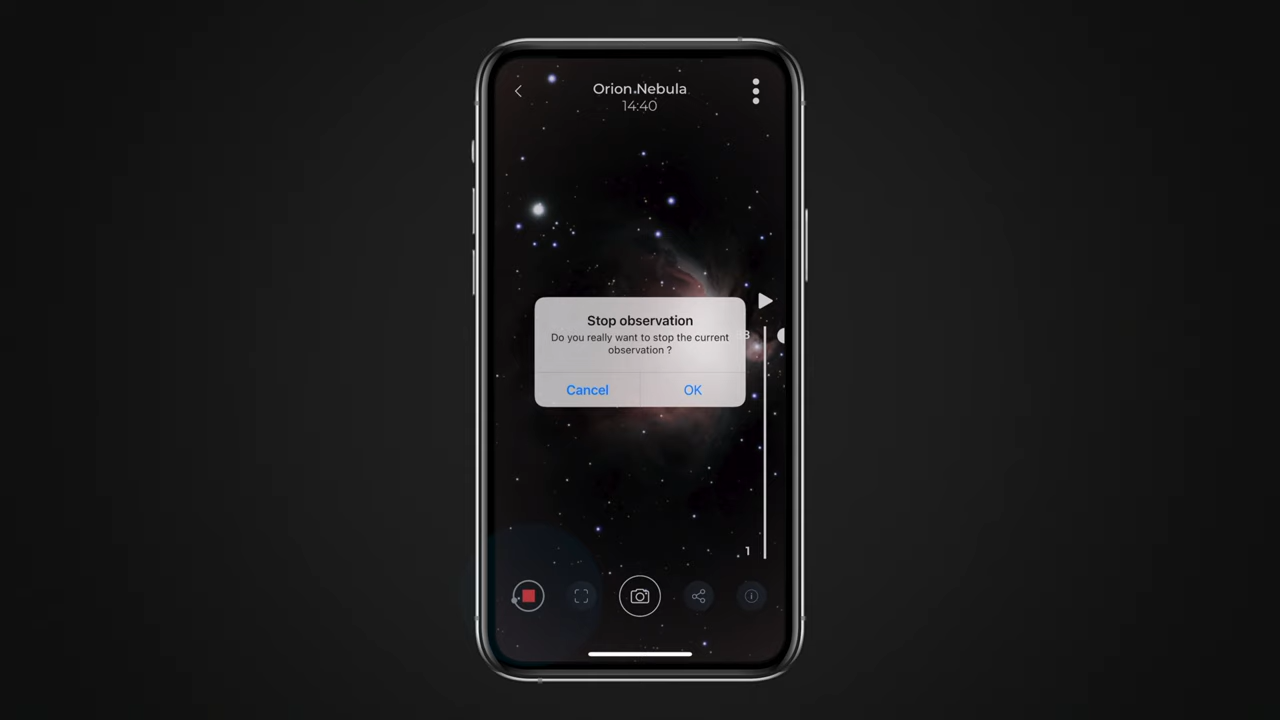 Orion Nebula
14:40
Stop observation
Do you really want to stop the current
observation ?
Cancel
OK
1